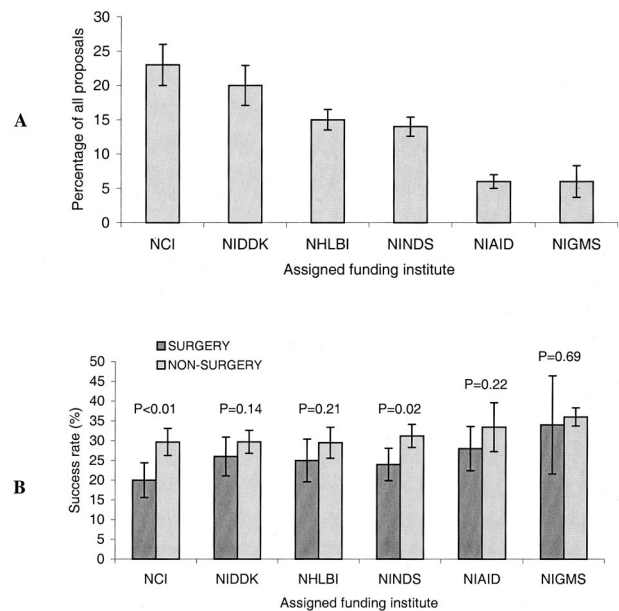 A
Percentage of all proposals
30
25
20
15
10
5
0
NCI NIDDK NHLBI NINDS NIAID NIGMS
Assigned funding institute
B
Success rate (%)
SURGERY
NON-SURGERY
50
45
40
35
30
25
20
15
10
5
0
P<0.01 P=0.14 P=0.21 P=0.02 P=0.22 P=0.69
NCI NIDDK NHLBI NINDS NIAID NIGMS
Assigned funding institute